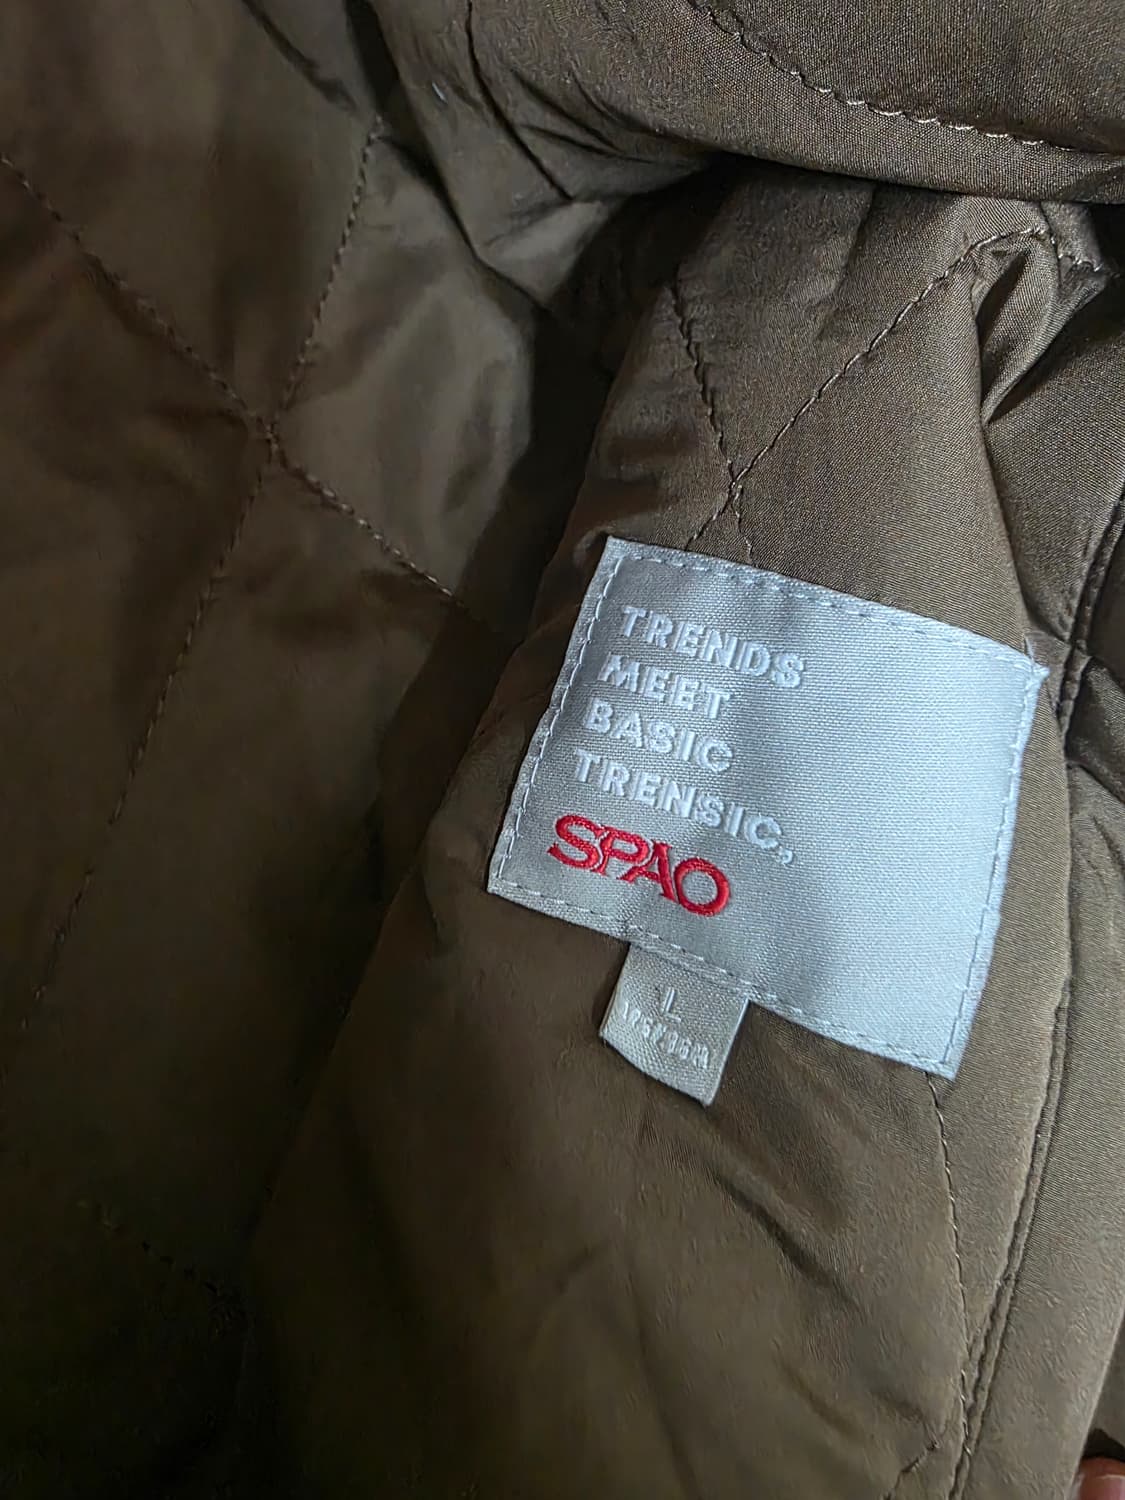 TRENDS
MEET
BASIC
TRENSIC,,
SPAO
L